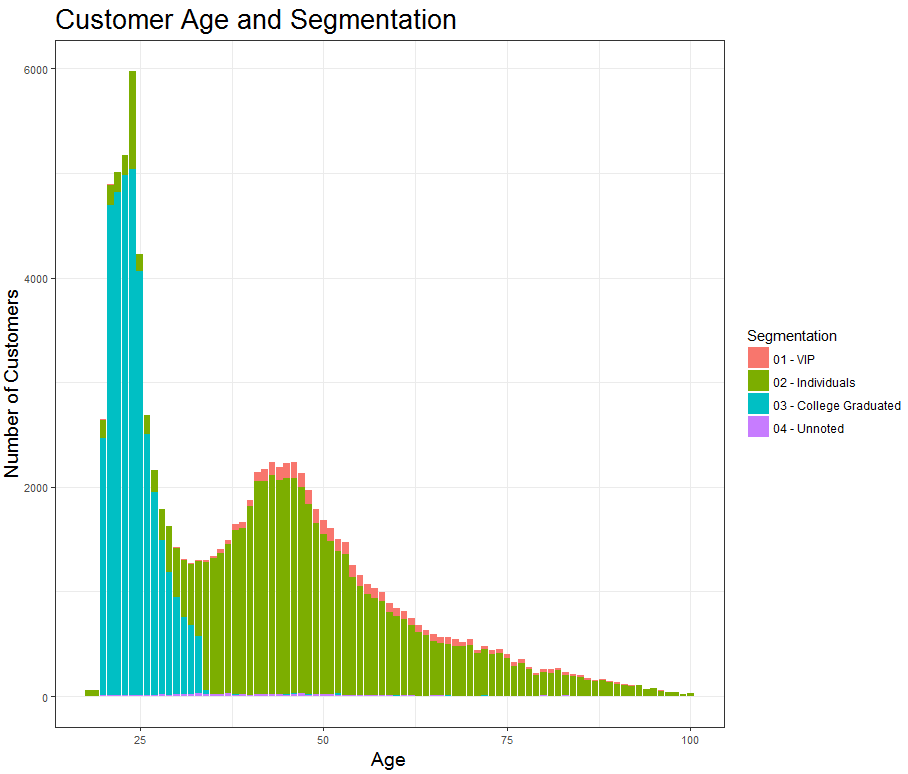 Customer Age and Segmentation
6000
4000
2000
0
Number of Customers
25
50
75
100
Age
Segmentation
01 - VIP
02 - Individuals
03 - College Graduated
04 - Unnoted